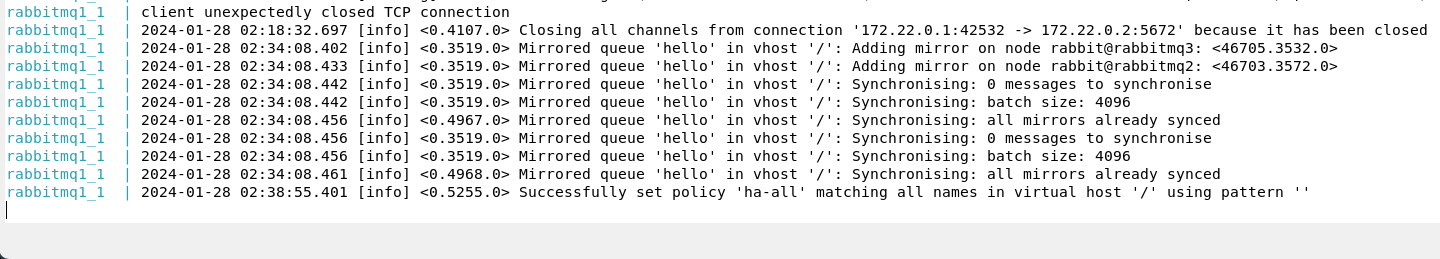 rabbitmq1_1  | client unexpectedly closed TCP connection
rabbitmq1_1  | 2024-01-28 02:18:32.697 [info] <0.4107.0> Closing all channels from connection '172.22.0.1:42532 -> 172.22.0.2:5672' because it has been closed
rabbitmq1_1  | 2024-01-28 02:34:08.402 [info] <0.3519.0> Mirrored queue 'hello' in vhost '/': Adding mirror on node rabbit@rabbitmq3: <46705.3532.0>
rabbitmq1_1  | 2024-01-28 02:34:08.433 [info] <0.3519.0> Mirrored queue 'hello' in vhost '/': Adding mirror on node rabbit@rabbitmq2: <46703.3572.0>
rabbitmq1_1  | 2024-01-28 02:34:08.442 [info] <0.3519.0> Mirrored queue 'hello' in vhost '/': Synchronising: 0 messages to synchronise
rabbitmq1_1  | 2024-01-28 02:34:08.442 [info] <0.3519.0> Mirrored queue 'hello' in vhost '/': Synchronising: batch size: 4096
rabbitmq1_1  | 2024-01-28 02:34:08.456 [info] <0.4967.0> Mirrored queue 'hello' in vhost '/': Synchronising: all mirrors already synced
rabbitmq1_1  | 2024-01-28 02:34:08.456 [info] <0.3519.0> Mirrored queue 'hello' in vhost '/': Synchronising: 0 messages to synchronise
rabbitmq1_1  | 2024-01-28 02:34:08.456 [info] <0.3519.0> Mirrored queue 'hello' in vhost '/': Synchronising: batch size: 4096
rabbitmq1_1  | 2024-01-28 02:34:08.461 [info] <0.4968.0> Mirrored queue 'hello' in vhost '/': Synchronising: all mirrors already synced
rabbitmq1_1  | 2024-01-28 02:38:55.401 [info] <0.5255.0> Successfully set policy 'ha-all' matching all names in virtual host '/' using pattern ''